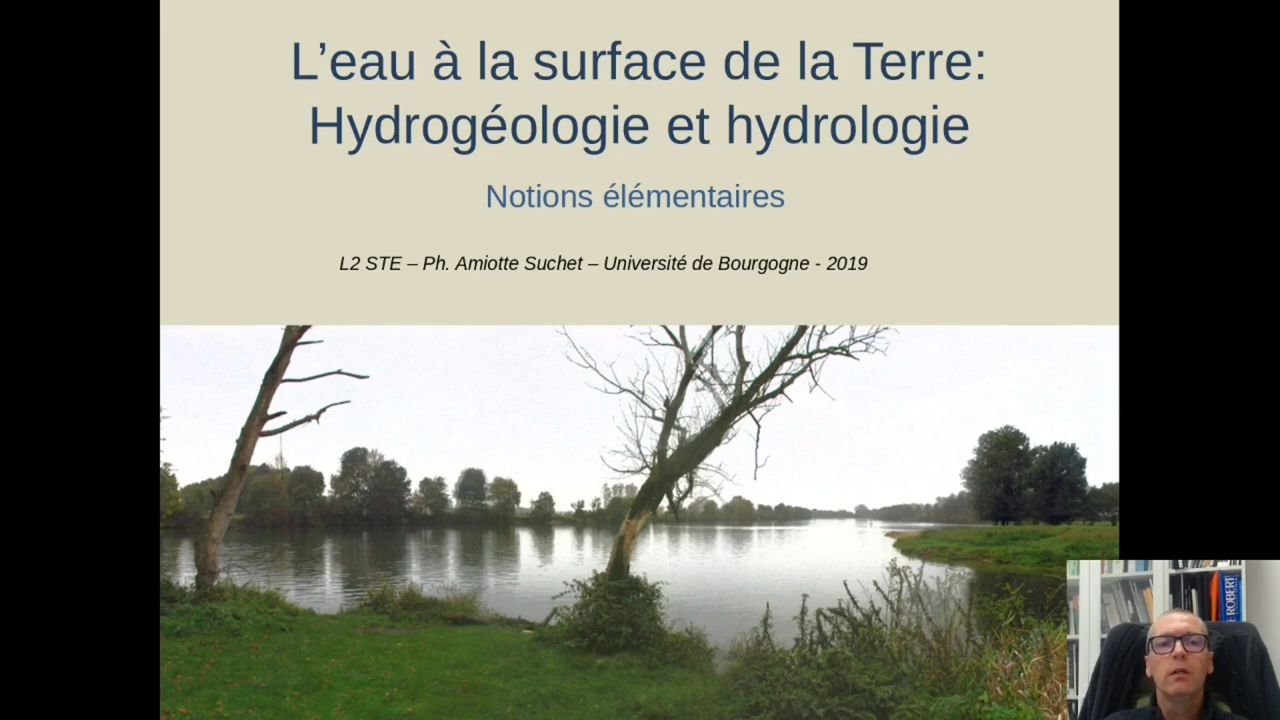 L'eau à la surface de la Terre:
Hydrogéologie et hydrologie
Notions élémentaires
L2 STE – Ph. Amiotte Suchet – Université de Bourgogne - 2019
ROBERT